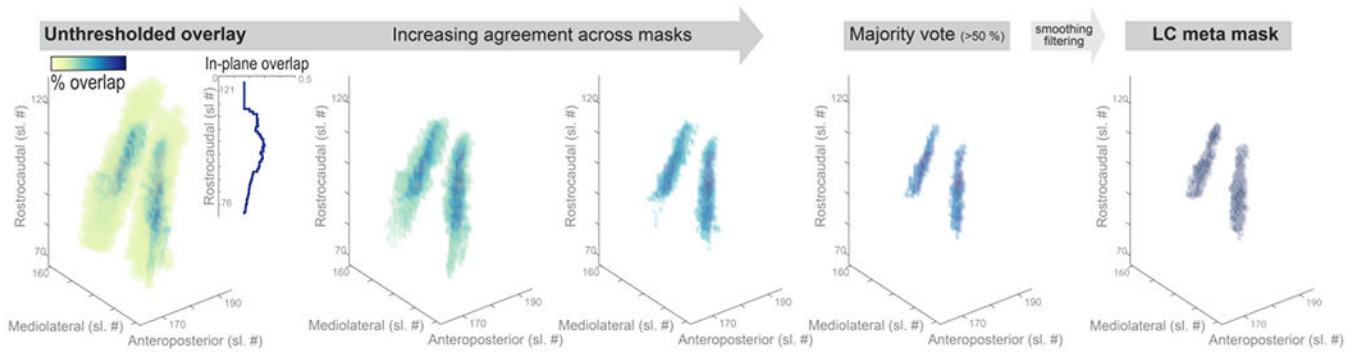 Unthresholded overlay
Increasing agreement across masks
Majority vote (>50 %)
smoothing
filtering
LC meta mask
% overlap
In-plane overlap
0
0.5
121
76
Rostrocaudal (sl #)
120
70
160
Rostrocaudal (sl. #)
Mediolateral (sl. #)
170
190
Anteroposterior (sl. #)
120
70
160
Rostrocaudal (sl. #)
Mediolateral (sl. #)
170
190
Anteroposterior (sl. #)
120
70
160
Rostrocaudal (sl. #)
Mediolateral (sl. #)
170
190
Anteroposterior (sl. #)
120
70
160
Rostrocaudal (sl. #)
Mediolateral (sl. #)
170
190
Anteroposterior (sl. #)
120
70
160
Rostrocaudal (sl. #)
Mediolateral (sl. #)
170
190
Anteroposterior (sl. #)